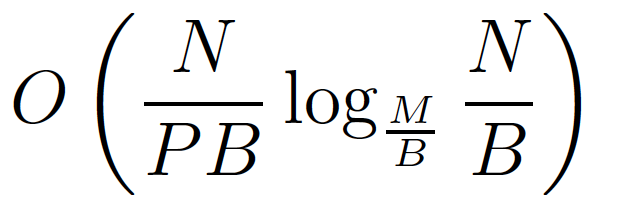 O ( N/PB log_{M/B} N/B )